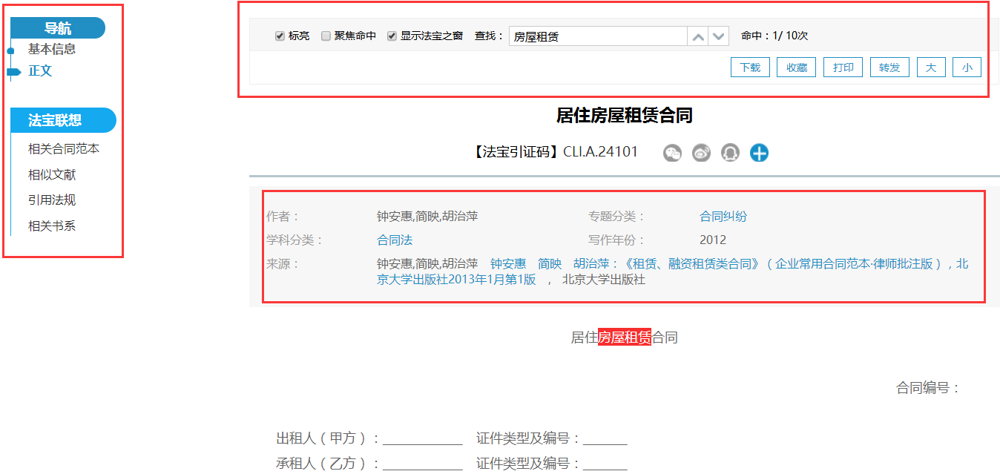 导航
基本信息
正文
法宝联想
相关合同范本
相似文献
引用法规
相关书系
标亮 聚焦命中 显示法宝之窗 查找： 房屋租赁 命中：1/ 10次
下载 收藏 打印 转发 大 小
居住房屋租赁合同
【法宝引证码】CLI.A.24101
作者： 钟安惠,简映,胡治萍 专题分类： 合同纠纷
学科分类： 合同法 写作年份： 2012
来源： 钟安惠,简映,胡治萍 钟安惠 简映 胡治萍：《租赁、融资租赁类合同》（企业常用合同范本·律师批注版），北
京大学出版社2013年1月第1版 ， 北京大学出版社
居住房屋租赁合同
合同编号：
出租人（甲方）：____________ 证件类型及编号：_______
承租人（乙方）：____________ 证件类型及编号：_______